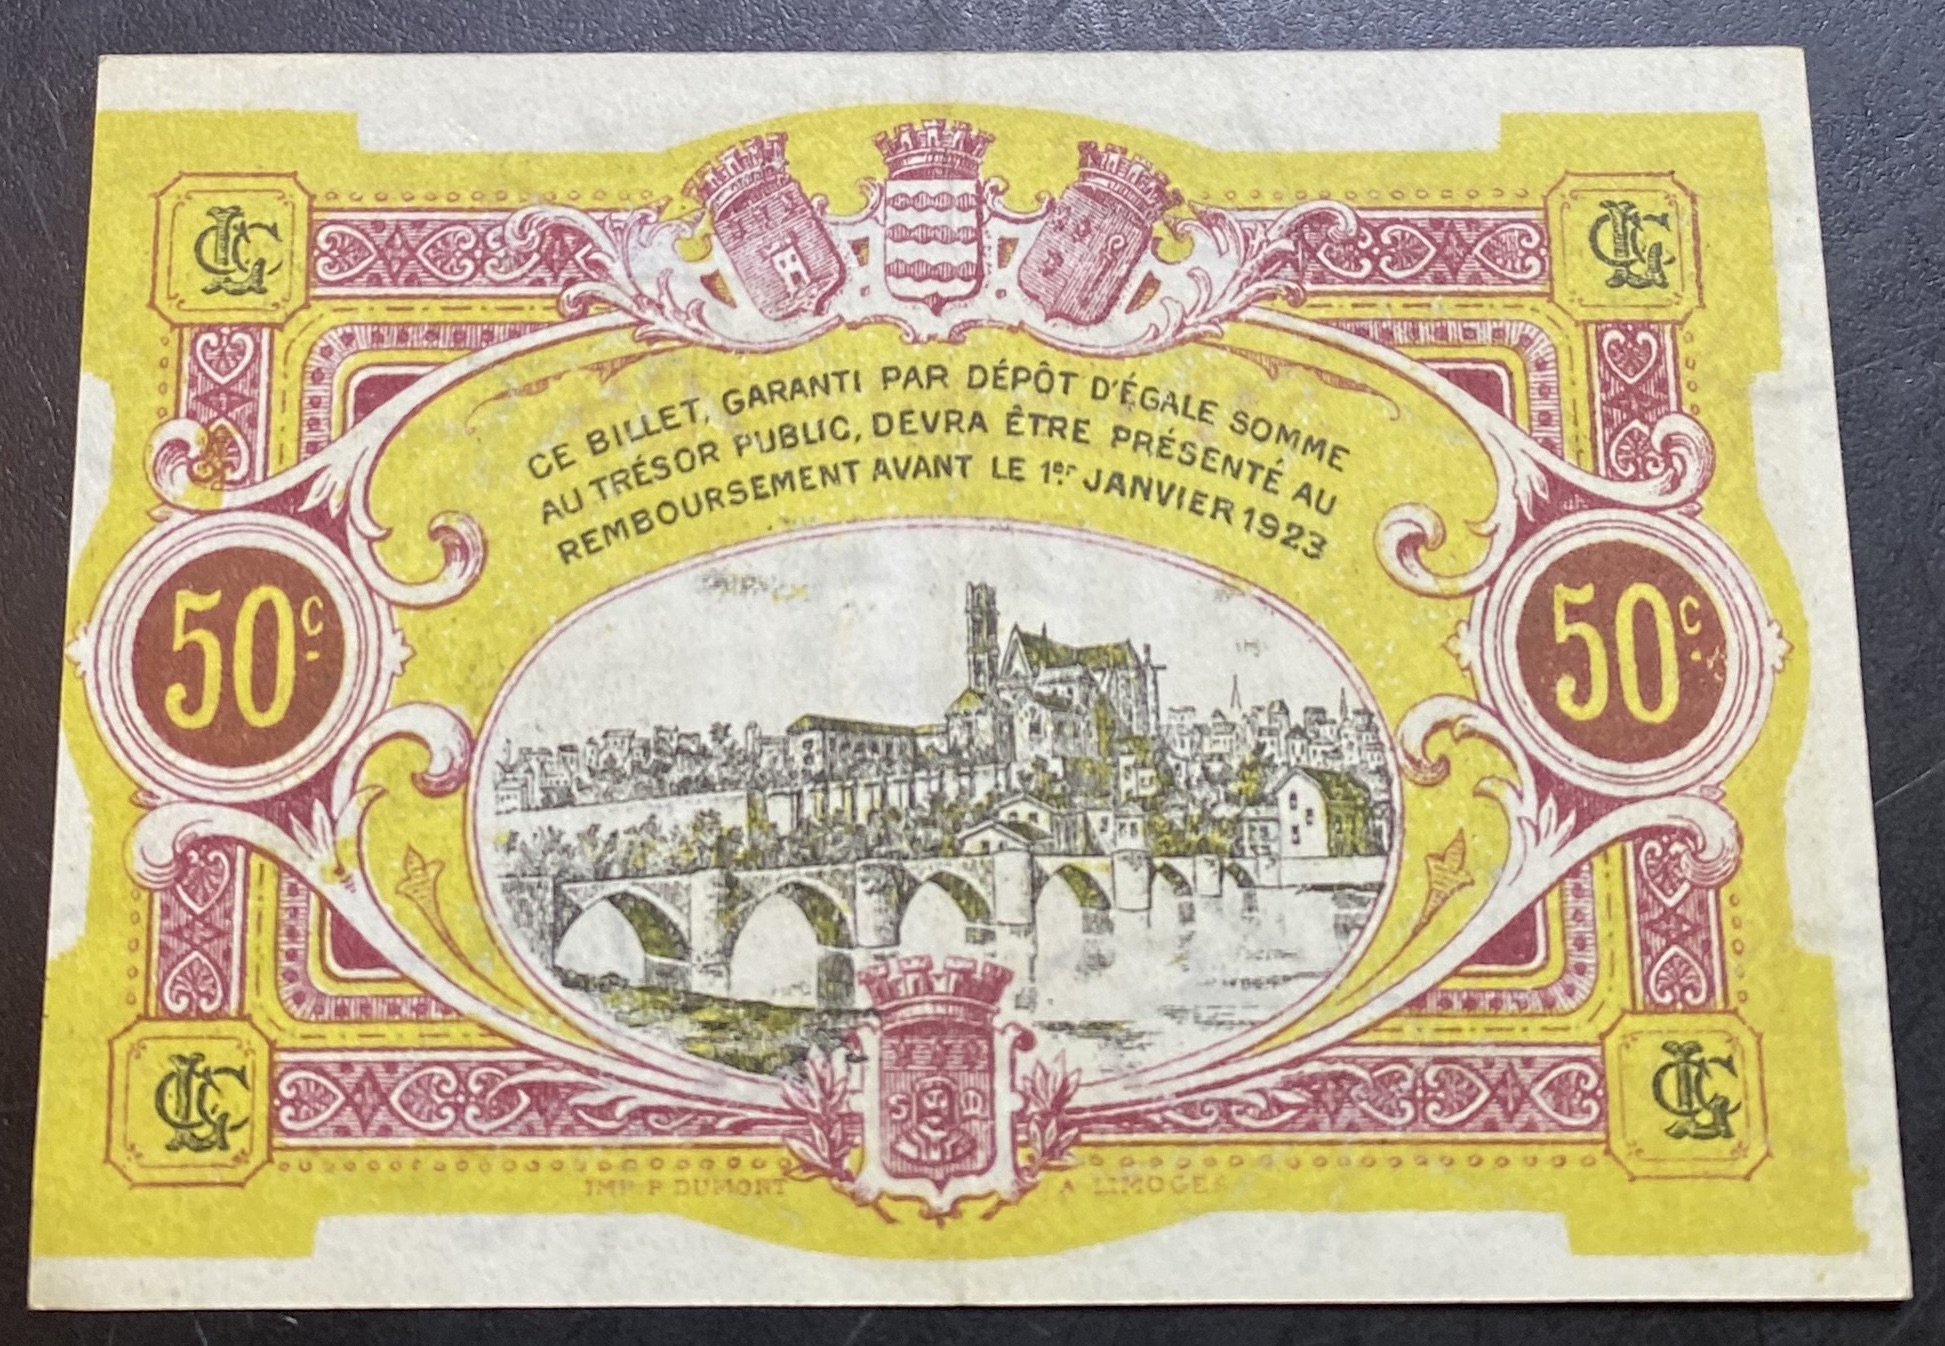 CE BILLET, GARANTI PAR DÉPÔT D'ÉGALE SOMME
AU TRÉSOR PUBLIC, DEVRA ÊTRE PRÉSENTÉ AU
REMBOURSEMENT AVANT LE 1er JANVIER 1923
50c
50c
S M
IMP. P. DUMONT A LIMOGES